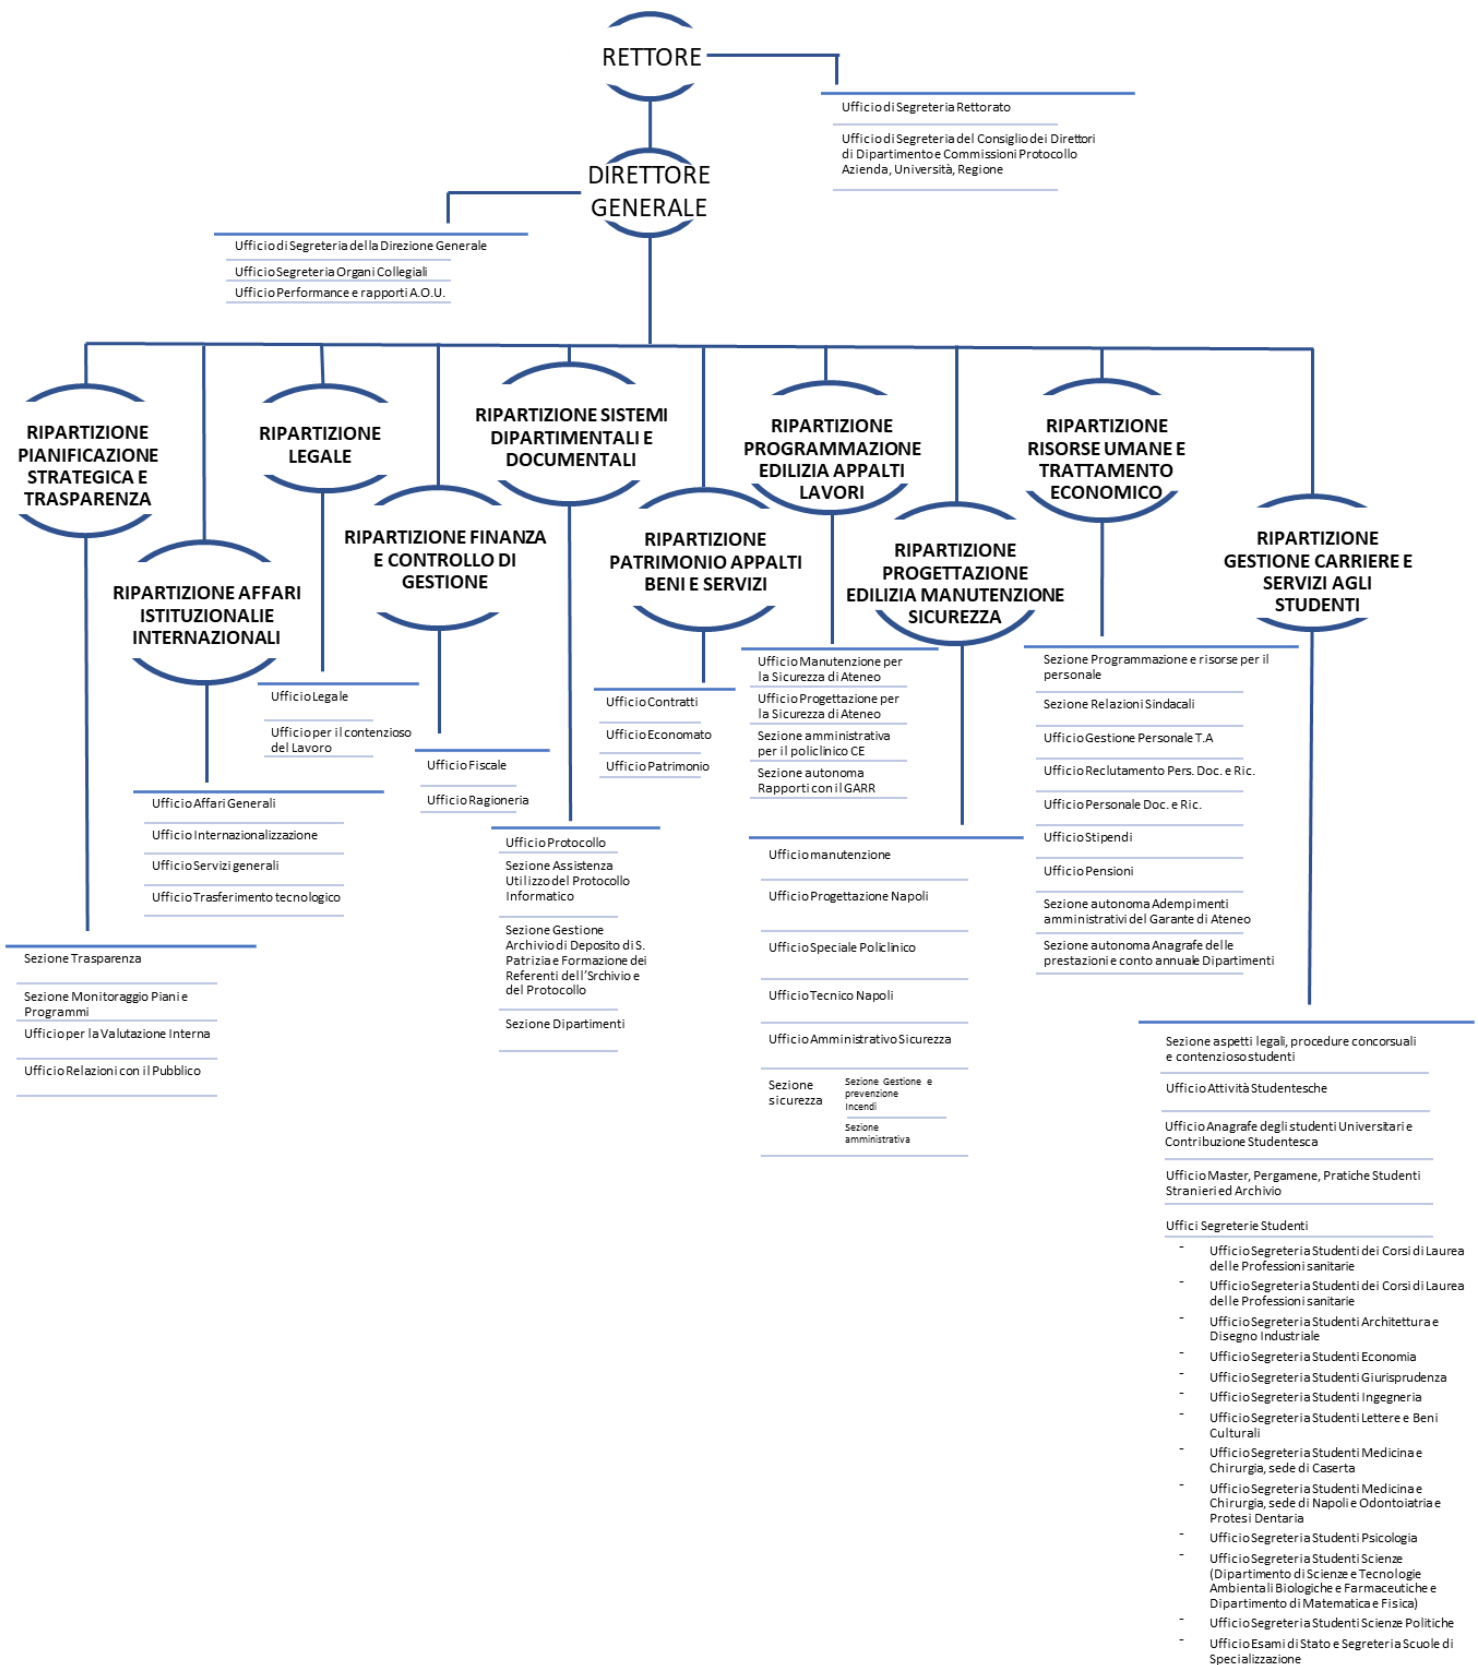 RETTORE
Ufficio di Segreteria Rettorato
Ufficio di Segreteria del Consiglio dei Direttori
di Dipartimento e Commissioni Protocollo
Azienda, Università, Regione
DIRETTORE
GENERALE
Ufficio di Segreteria della Direzione Generale
Ufficio Segreteria Organi Collegiali
Ufficio Performance e rapporti A.O.U.
RIPARTIZIONE
PIANIFICAZIONE
STRATEGICA E
TRASPARENZA
Sezione Trasparenza
Sezione Monitoraggio Piani e
Programmi
Ufficio per la Valutazione Interna
Ufficio Relazioni con il Pubblico
RIPARTIZIONE AFFARI
ISTITUZIONALI E
INTERNAZIONALI
Ufficio Affari Generali
Ufficio Internazionalizzazione
Ufficio Servizi generali
Ufficio Trasferimento tecnologico
RIPARTIZIONE
LEGALE
Ufficio Legale
Ufficio per il contenzioso
del Lavoro
RIPARTIZIONE FINANZA
E CONTROLLO DI
GESTIONE
Ufficio Fiscale
Ufficio Ragioneria
RIPARTIZIONE SISTEMI
DIPARTIMENTALI E
DOCUMENTALI
Ufficio Protocollo
Sezione Assistenza
Utilizzo del Protocollo
Informatico
Sezione Gestione
Archivio di Deposito di S.
Patrizia e Formazione dei
Referenti dell'Srchivio e
del Protocollo
Sezione Dipartimenti
RIPARTIZIONE
PATRIMONIO APPALTI
BENI E SERVIZI
Ufficio Contratti
Ufficio Economato
Ufficio Patrimonio
RIPARTIZIONE
PROGRAMMAZIONE
EDILIZIA APPALTI
LAVORI
Ufficio Manutenzione per
la Sicurezza di Ateneo
Ufficio Progettazione per
la Sicurezza di Ateneo
Sezione amministrativa
per il policlinico CE
Sezione autonoma
Rapporti con il GARR
RIPARTIZIONE
PROGETTAZIONE
EDILIZIA MANUTENZIONE
SICUREZZA
Ufficio manutenzione
Ufficio Progettazione Napoli
Ufficio Speciale Policlinico
Ufficio Tecnico Napoli
Ufficio Amministrativo Sicurezza
Sezione
sicurezza
Sezione Gestione e
prevenzione
Incendi
Sezione
amministrativa
RIPARTIZIONE
RISORSE UMANE E
TRATTAMENTO
ECONOMICO
Sezione Programmazione e risorse per il
personale
Sezione Relazioni Sindacali
Ufficio Gestione Personale T.A
Ufficio Reclutamento Pers. Doc. e Ric.
Ufficio Personale Doc. e Ric.
Ufficio Stipendi
Ufficio Pensioni
Sezione autonoma Adempimenti
amministrativi del Garante di Ateneo
Sezione autonoma Anagrafe delle
prestazioni e conto annuale Dipartimenti
RIPARTIZIONE
GESTIONE CARRIERE E
SERVIZI AGLI
STUDENTI
Sezione aspetti legali, procedure concorsuali
e contenzioso studenti
Ufficio Attività Studentesche
Ufficio Anagrafe degli studenti Universitari e
Contribuzione Studentesca
Ufficio Master, Pergamene, Pratiche Studenti
Stranieri ed Archivio
Uffici Segreterie Studenti
- Ufficio Segreteria Studenti dei Corsi di Laurea
delle Professioni sanitarie
- Ufficio Segreteria Studenti dei Corsi di Laurea
delle Professioni sanitarie
- Ufficio Segreteria Studenti Architettura e
Disegno Industriale
- Ufficio Segreteria Studenti Economia
- Ufficio Segreteria Studenti Giurisprudenza
- Ufficio Segreteria Studenti Ingegneria
- Ufficio Segreteria Studenti Lettere e Beni
Culturali
- Ufficio Segreteria Studenti Medicina e
Chirurgia, sede di Caserta
- Ufficio Segreteria Studenti Medicina e
Chirurgia, sede di Napoli e Odontoiatria e
Protesi Dentaria
- Ufficio Segreteria Studenti Psicologia
- Ufficio Segreteria Studenti Scienze
(Dipartimento di Scienze e Tecnologie
Ambientali Biologiche e Farmaceutiche e
Dipartimento di Matematica e Fisica)
- Ufficio Segreteria Studenti Scienze Politiche
- Ufficio Esami di Stato e Segreteria Scuole di
Specializzazione